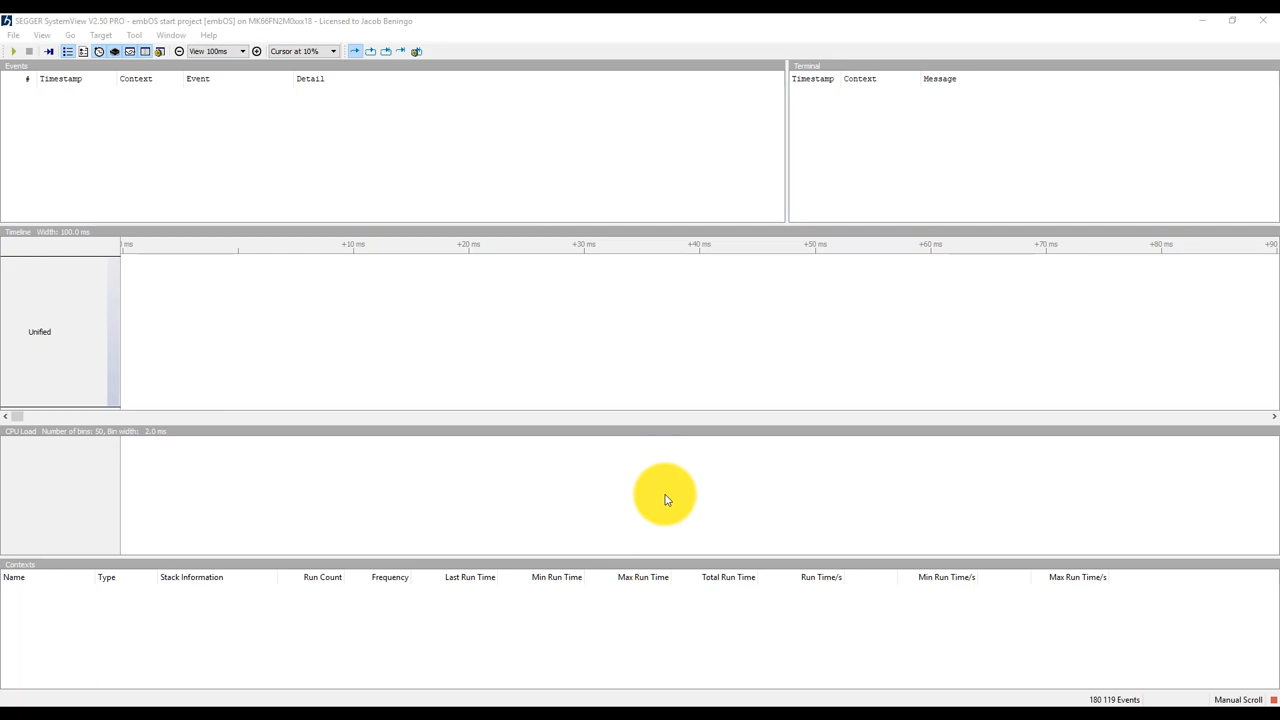 SEGGER SystemView V2.50 PRO - embOS start project [embOS] on MK66FN2M0xxx18 - Licensed to Jacob Beningo
File View Go Target Tool Window Help
View 100ms Cursor at 10%
Events Terminal
# Timestamp Context Event Detail Timestamp Context Message
Timeline Width: 100.0 ms
0 ms +10 ms +20 ms +30 ms +40 ms +50 ms +60 ms +70 ms +80 ms +90
Unified
CPU Load Number of bins: 50, Bin width: 2.0 ms
Contexts
Name Type Stack Information Run Count Frequency Last Run Time Min Run Time Max Run Time Total Run Time Run Time/s Min Run Time/s Max Run Time/s
180 119 Events Manual Scroll